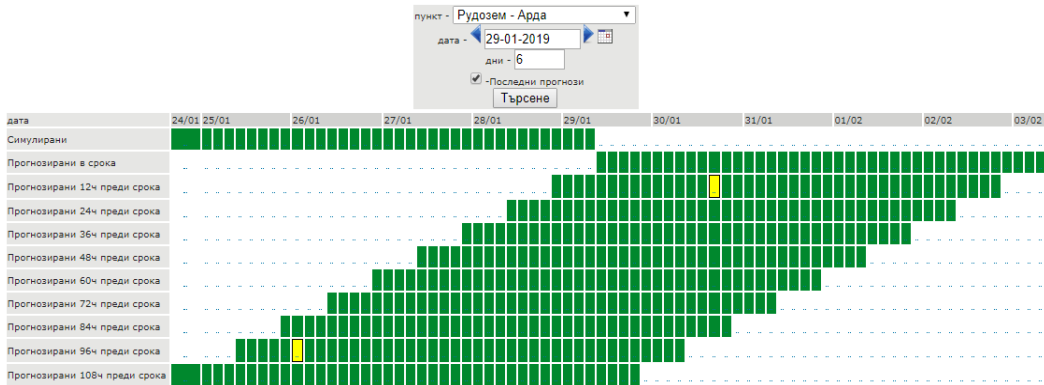 пункт - Рудозем - Арда
дата - 29-01-2019
дни - 6
-Последни прогнози
Търсене
дата 24/01 25/01 26/01 27/01 28/01 29/01 30/01 31/01 01/02 02/02 03/02
Симулирани
Прогнозирани в срока
Прогнозирани 12ч преди срока
Прогнозирани 24ч преди срока
Прогнозирани 36ч преди срока
Прогнозирани 48ч преди срока
Прогнозирани 60ч преди срока
Прогнозирани 72ч преди срока
Прогнозирани 84ч преди срока
Прогнозирани 96ч преди срока
Прогнозирани 108ч преди срока